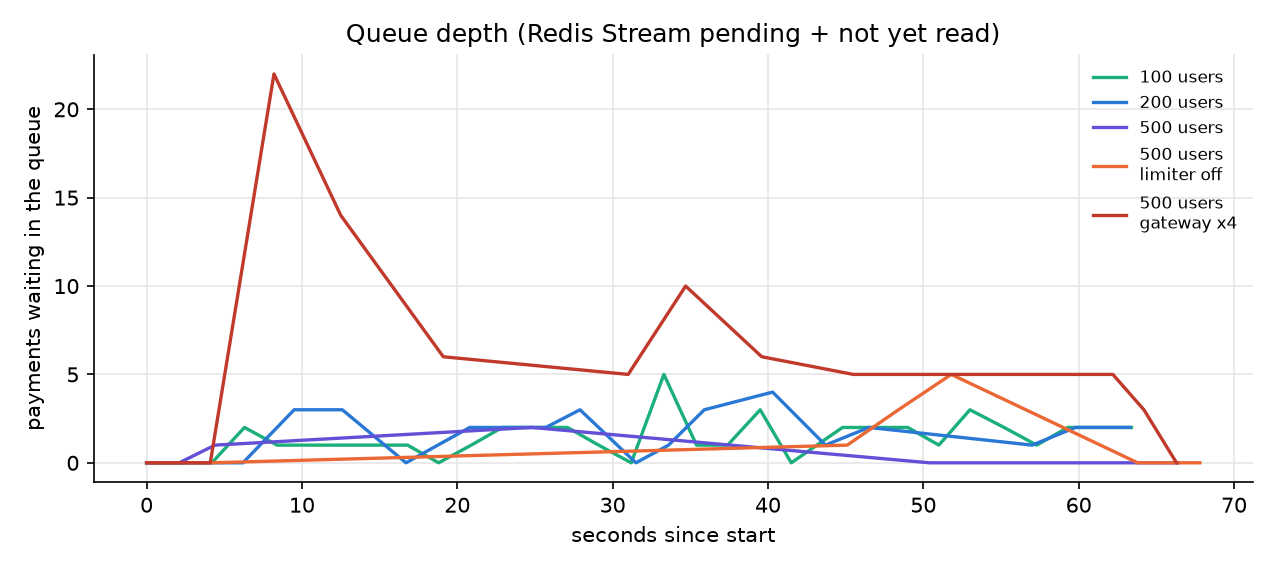 Queue depth (Redis Stream pending + not yet read)
payments waiting in the queue
20
15
10
5
0
100 users
200 users
500 users
500 users
limiter off
500 users
gateway x4
0 10 20 30 40 50 60 70
seconds since start